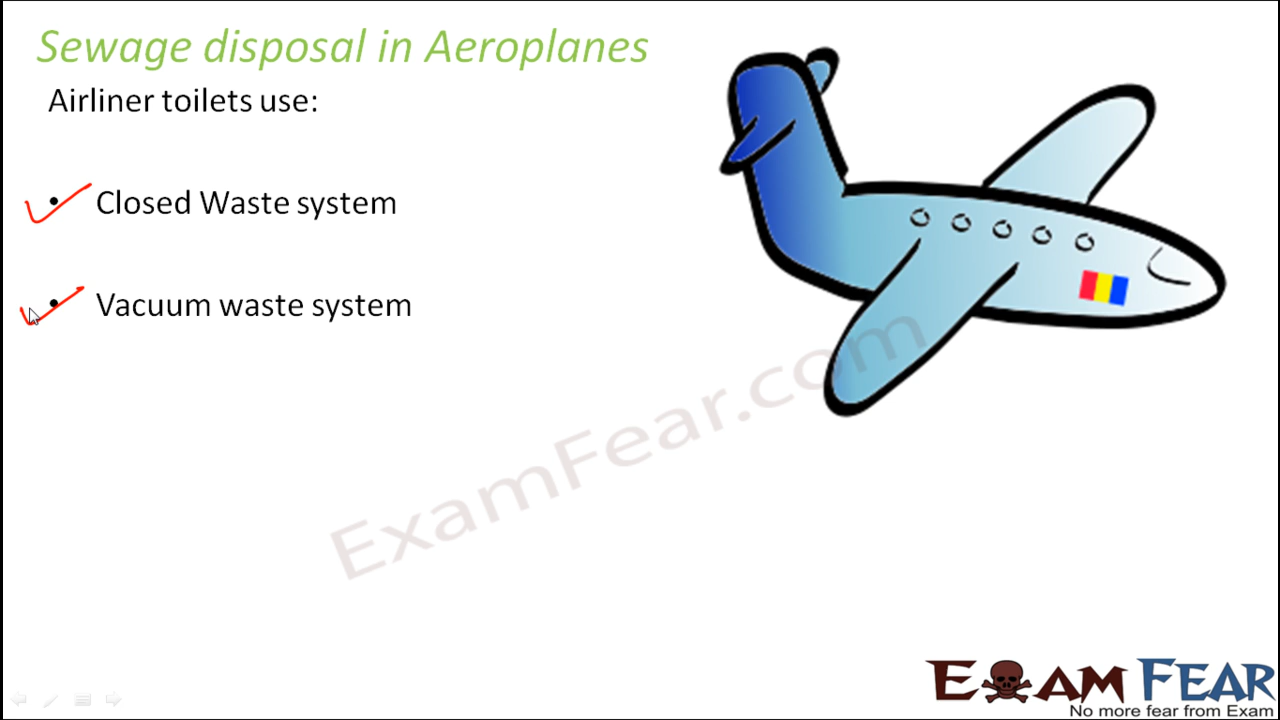 Sewage disposal in Aeroplanes
Airliner toilets use:
• Closed Waste system
• Vacuum waste system
ExamFear.com
EXAM FEAR
No more fear from Exam